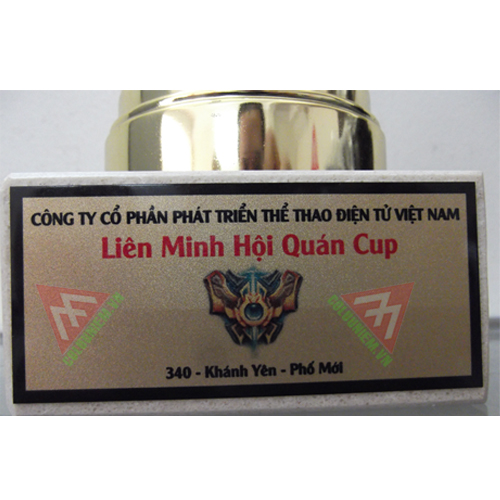 CÔNG TY CỔ PHẦN PHÁT TRIỂN THỂ THAO ĐIỆN TỬ VIỆT NAM
Liên Minh Hội Quán Cup
340 - Khánh Yên - Phố Mới